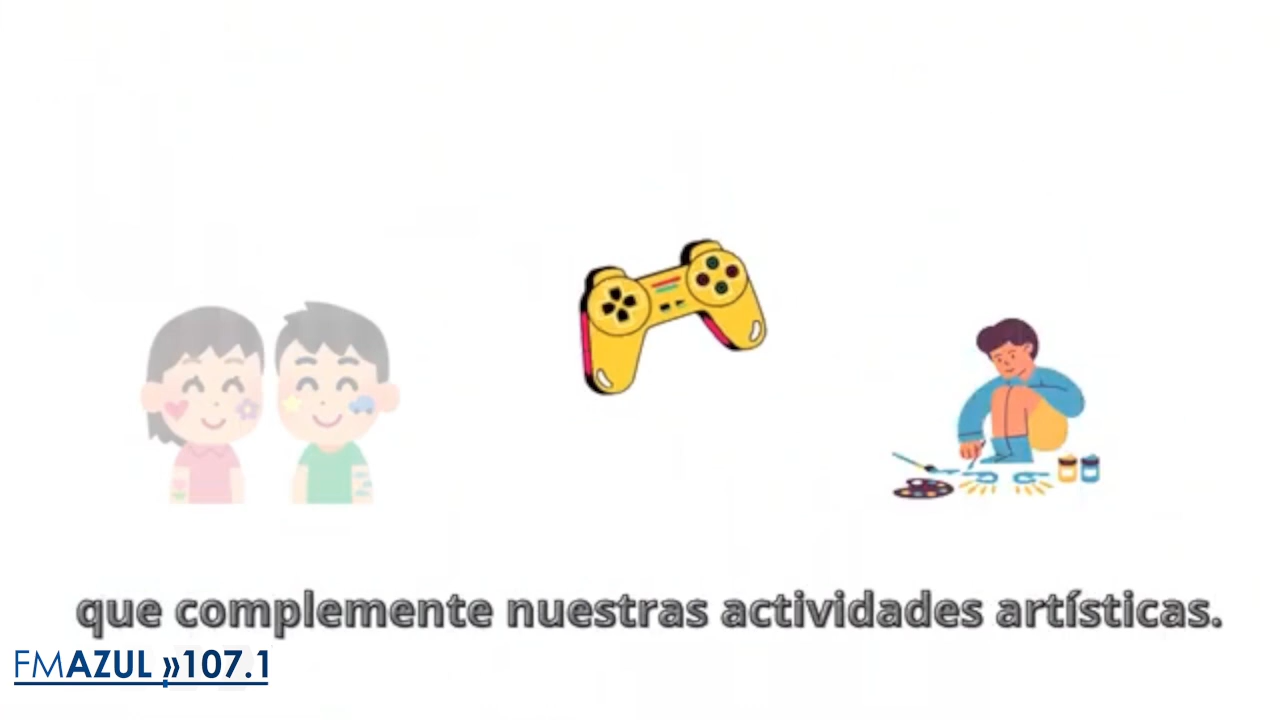 que complemente nuestras actividades artísticas.
FMAZUL »107.1